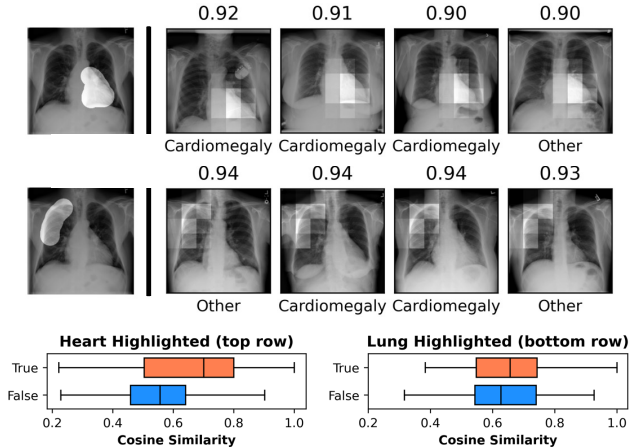 0.92 0.91 0.90 0.90
Cardiomegaly Cardiomegaly Cardiomegaly Other
0.94 0.94 0.94 0.93
Other Cardiomegaly Cardiomegaly Other
Heart Highlighted (top row) Lung Highlighted (bottom row)
True True
False False
0.2 0.4 0.6 0.8 1.0 0.2 0.4 0.6 0.8 1.0
Cosine Similarity Cosine Similarity